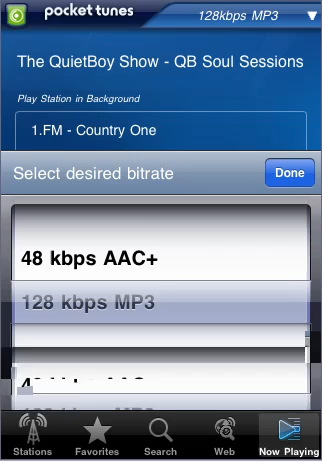 pocket tunes
128kbps MP3
The QuietBoy Show - QB Soul Sessions
Play Station in Background
1.FM - Country One
Select desired bitrate
Done
48 kbps AAC+
128 kbps MP3
Stations Favorites Search Web Now Playing